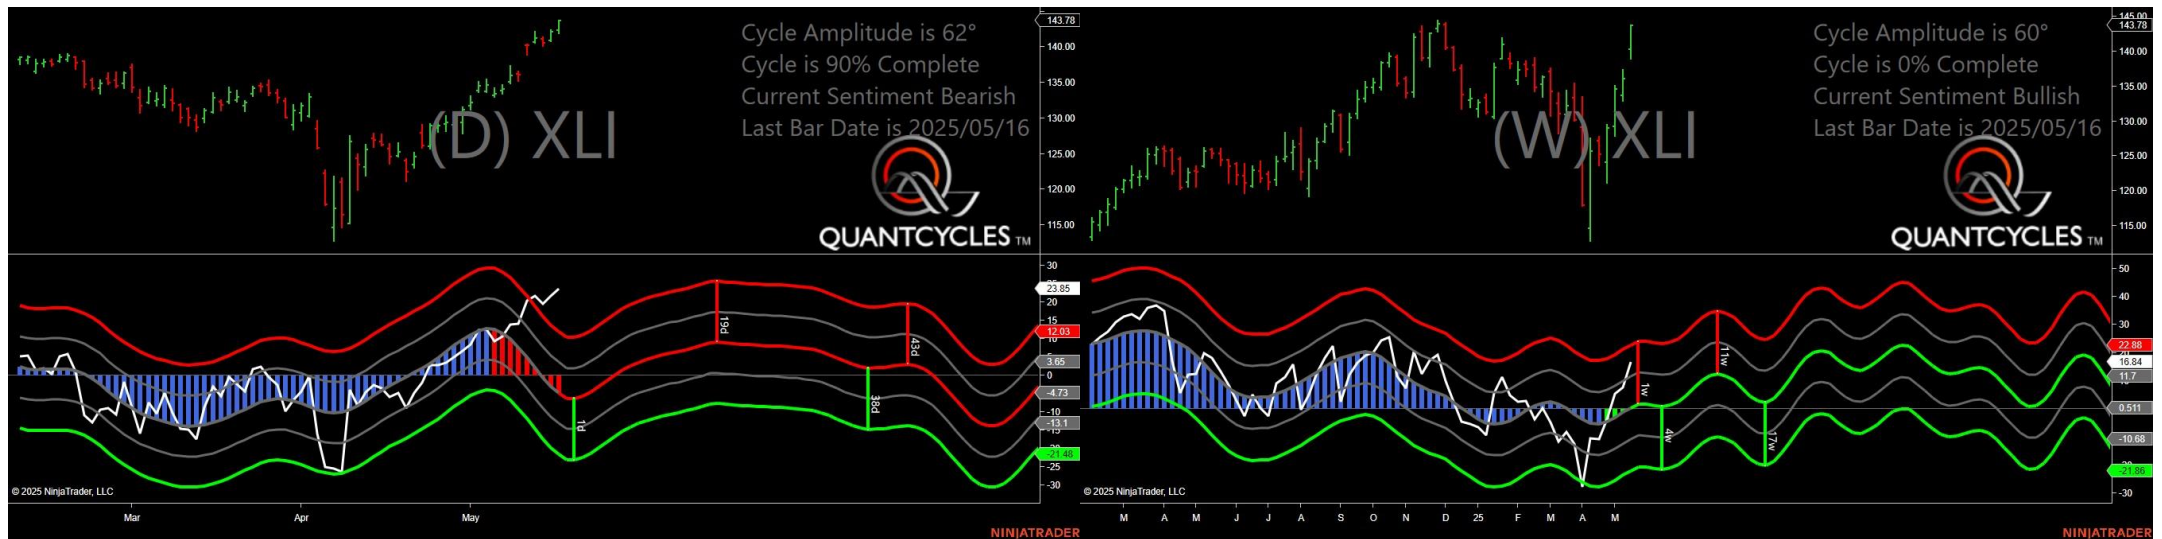 Cycle Amplitude is 62°
Cycle is 90% Complete
Current Sentiment Bearish
Last Bar Date is 2025/05/16
(D) XLI
QUANTCYCLES TM
143.78
140.00
135.00
130.00
125.00
120.00
115.00
30
23.85
20
15
12.03
3.65
0
-4.73
-10
-13.1
-21.48
-25
-30
19d
43d
1d
38d
© 2025 NinjaTrader, LLC
Mar
Apr
May
NINJATRADER
Cycle Amplitude is 60°
Cycle is 0% Complete
Current Sentiment Bullish
Last Bar Date is 2025/05/16
(W) XLI
QUANTCYCLES TM
145.00
143.78
140.00
135.00
130.00
125.00
120.00
115.00
50
40
30
22.88
16.84
11.7
0.511
-10.68
-21.86
-30
1w
11w
4w
17w
© 2025 NinjaTrader, LLC
M
A
M
J
J
A
S
O
N
D
25
F
M
A
M
NINJATRADER